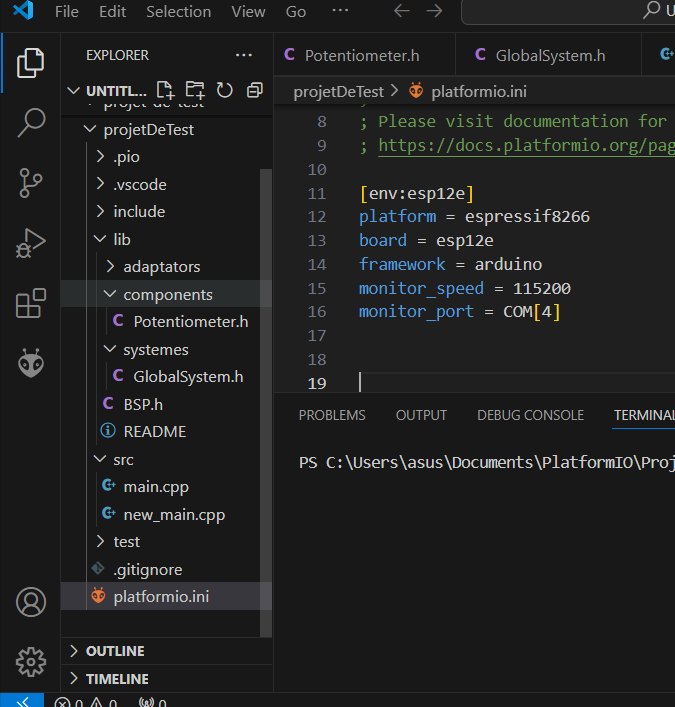 File Edit Selection View Go ···
EXPLORER ···
UNTITL...
projetDeTest
.pio
.vscode
include
lib
adaptators
components
Potentiometer.h
systemes
GlobalSystem.h
BSP.h
README
src
main.cpp
new_main.cpp
test
.gitignore
platformio.ini
OUTLINE
TIMELINE
0 0 0
Potentiometer.h GlobalSystem.h
projetDeTest > platformio.ini
8 ; Please visit documentation for
9 ; https://docs.platformio.org/pag
10
11 [env:esp12e]
12 platform = espressif8266
13 board = esp12e
14 framework = arduino
15 monitor_speed = 115200
16 monitor_port = COM[4]
17
18
19
PROBLEMS OUTPUT DEBUG CONSOLE TERMINAL
PS C:\Users\asus\Documents\PlatformIO\Proj